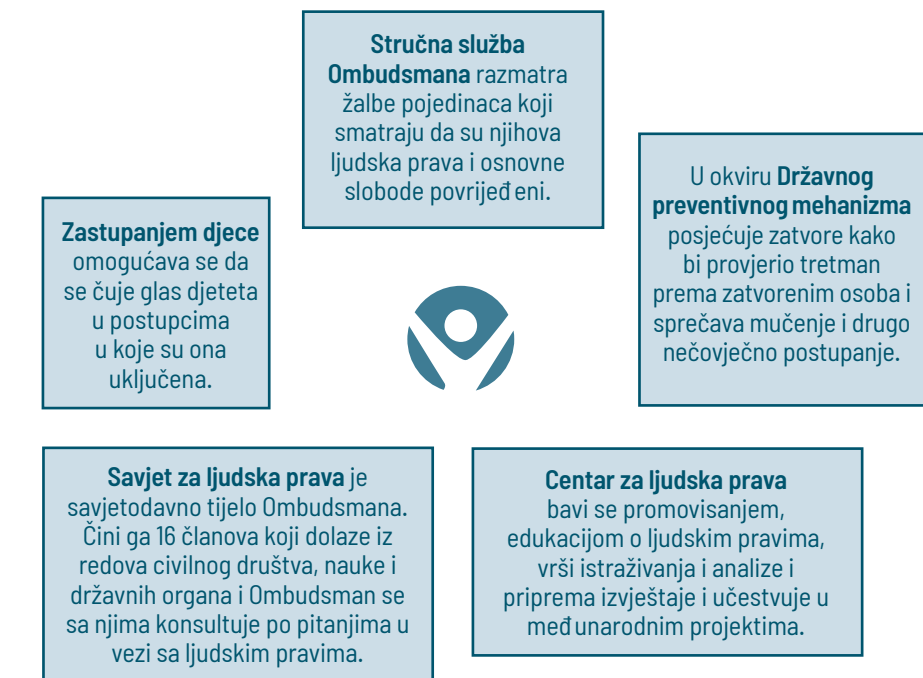 Stručna služba
Ombudsmana razmatra
žalbe pojedinaca koji
smatraju da su njihova
ljudska prava i osnovne
slobode povrijeđeni.
U okviru Državnog
preventivnog mehanizma
posjećuje zatvore kako
bi provjerio tretman
prema zatvorenim osoba i
sprečava mučenje i drugo
nečovječno postupanje.
Zastupanjem djece
omogućava se da
se čuje glas djeteta
u postupcima
u koje su ona
uključena.
Savjet za ljudska prava je
savjetodavno tijelo Ombudsmana.
Čini ga 16 članova koji dolaze iz
redova civilnog društva, nauke i
državnih organa i Ombudsman se
sa njima konsultuje po pitanjima u
vezi sa ljudskim pravima.
Centar za ljudska prava
bavi se promovisanjem,
edukacijom o ljudskim pravima,
vrši istraživanja i analize i
priprema izvještaje i učestvuje u
međunarodnim projektima.